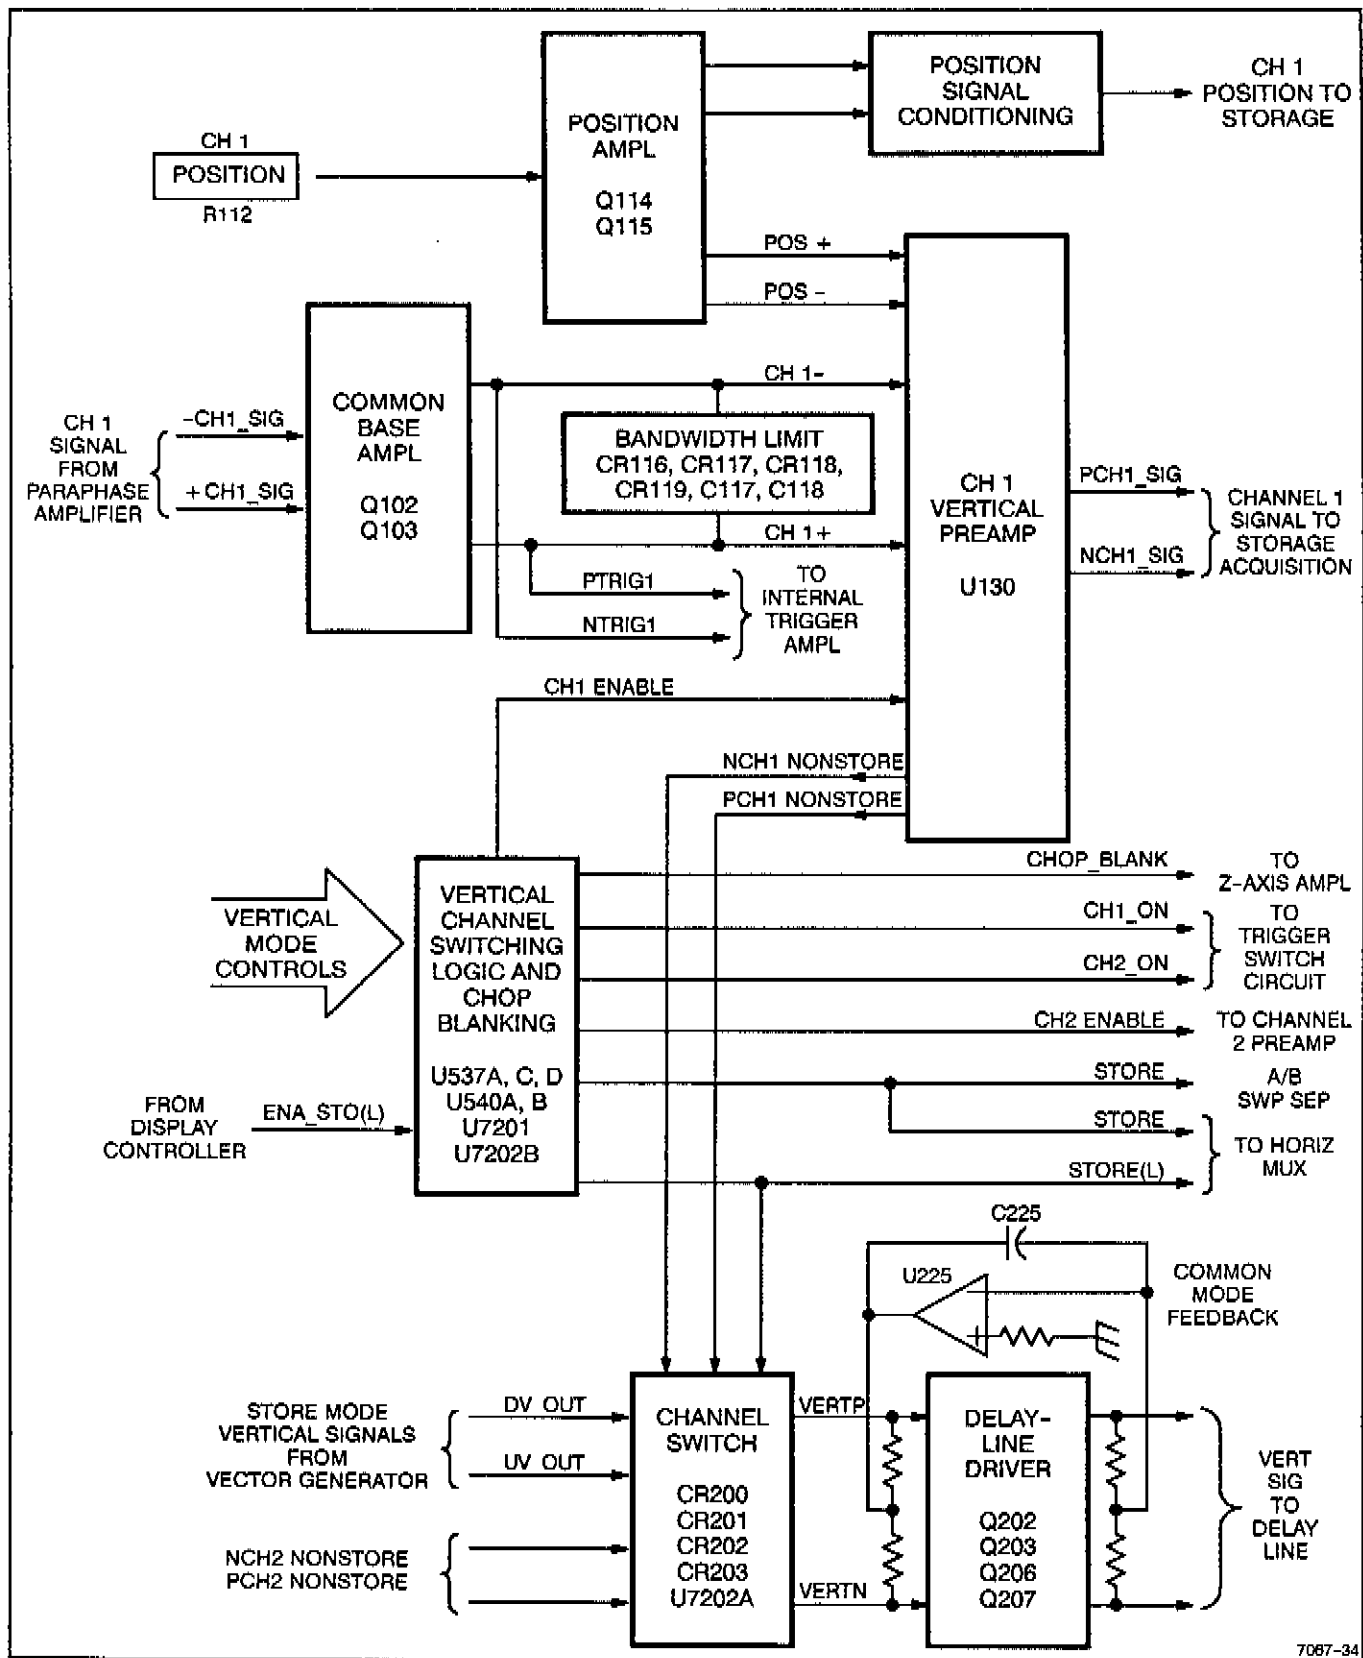 CH 1
POSITION
R112
POSITION
AMPL
Q114
Q115
POSITION
SIGNAL
CONDITIONING
CH 1
POSITION TO
STORAGE
POS +
POS -
CH 1
SIGNAL
FROM
PARAPHASE
AMPLIFIER
-CH1_SIG
+CH1_SIG
COMMON
BASE
AMPL
Q102
Q103
CH 1-
BANDWIDTH LIMIT
CR116, CR117, CR118,
CR119, C117, C118
CH 1+
PTRIG1
NTRIG1
TO
INTERNAL
TRIGGER
AMPL
CH 1
VERTICAL
PREAMP
U130
PCH1_SIG
NCH1_SIG
CHANNEL 1
SIGNAL TO
STORAGE
ACQUISITION
CH1 ENABLE
NCH1 NONSTORE
PCH1 NONSTORE
VERTICAL
MODE
CONTROLS
FROM
DISPLAY
CONTROLLER
ENA_STO(L)
VERTICAL
CHANNEL
SWITCHING
LOGIC AND
CHOP
BLANKING
U537A, C, D
U540A, B
U7201
U7202B
CHOP_BLANK
TO
Z-AXIS AMPL
CH1_ON
CH2_ON
TO
TRIGGER
SWITCH
CIRCUIT
CH2 ENABLE
TO CHANNEL
2 PREAMP
STORE
A/B
SWP SEP
STORE
STORE(L)
TO HORIZ
MUX
C225
U225
-
+
COMMON
MODE
FEEDBACK
STORE MODE
VERTICAL SIGNALS
FROM
VECTOR GENERATOR
DV OUT
UV OUT
NCH2 NONSTORE
PCH2 NONSTORE
CHANNEL
SWITCH
CR200
CR201
CR202
CR203
U7202A
VERTP
VERTN
DELAY-
LINE
DRIVER
Q202
Q203
Q206
Q207
VERT
SIG
TO
DELAY
LINE
7067-34